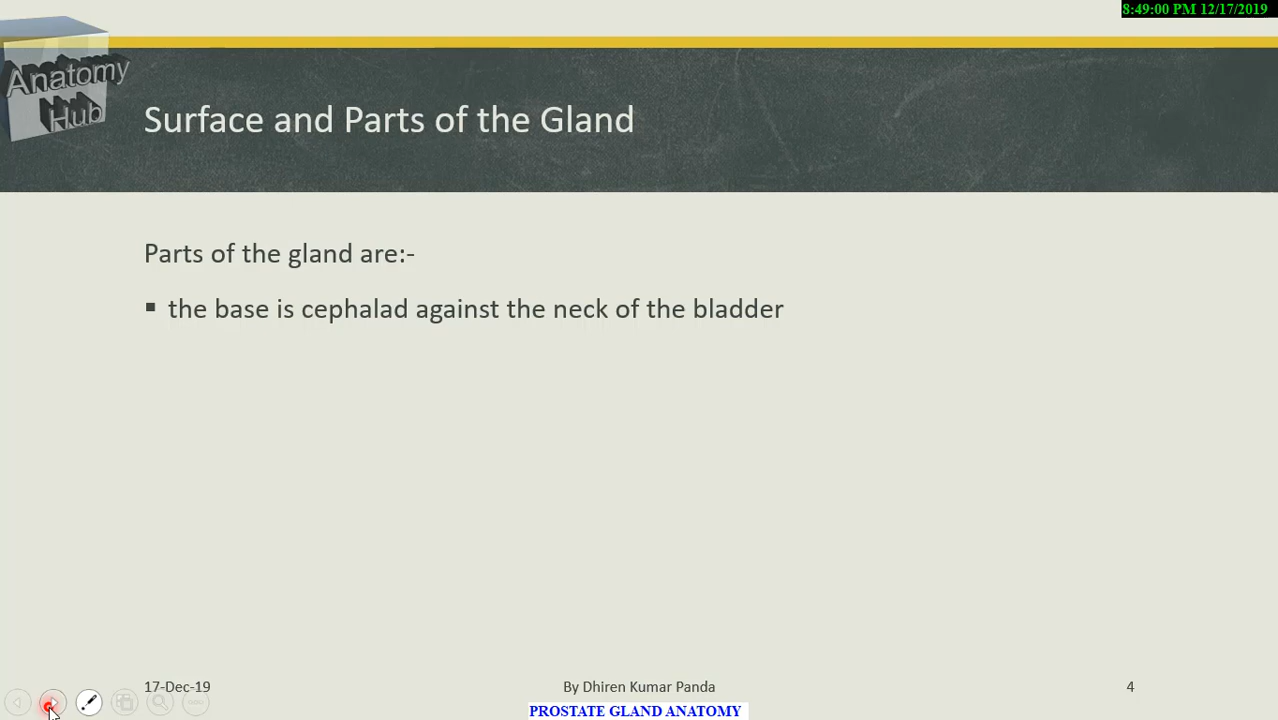 8:49:00 PM 12/17/2019
Anatomy
Hub
Surface and Parts of the Gland
Parts of the gland are:-
▪ the base is cephalad against the neck of the bladder
17-Dec-19
By Dhiren Kumar Panda
4
PROSTATE GLAND ANATOMY